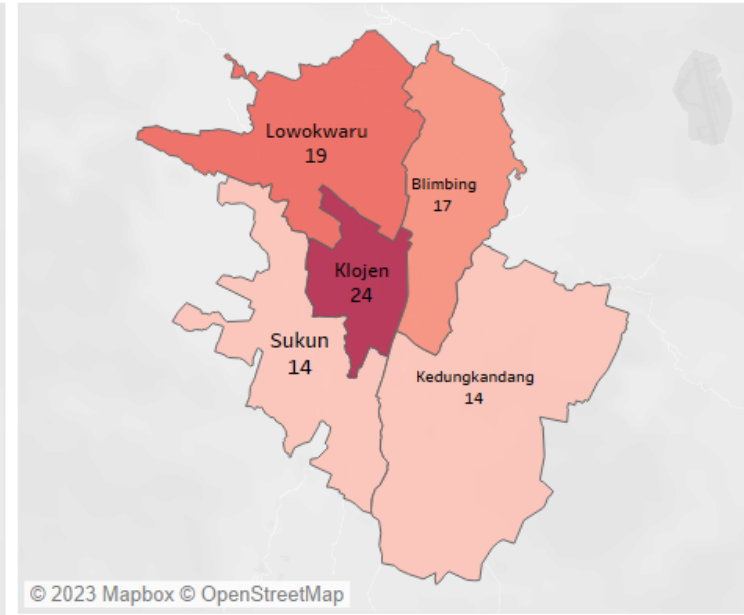 Lowokwaru
19
Blimbing
17
Klojen
24
Sukun
14
Kedungkandang
14
© 2023 Mapbox © OpenStreetMap